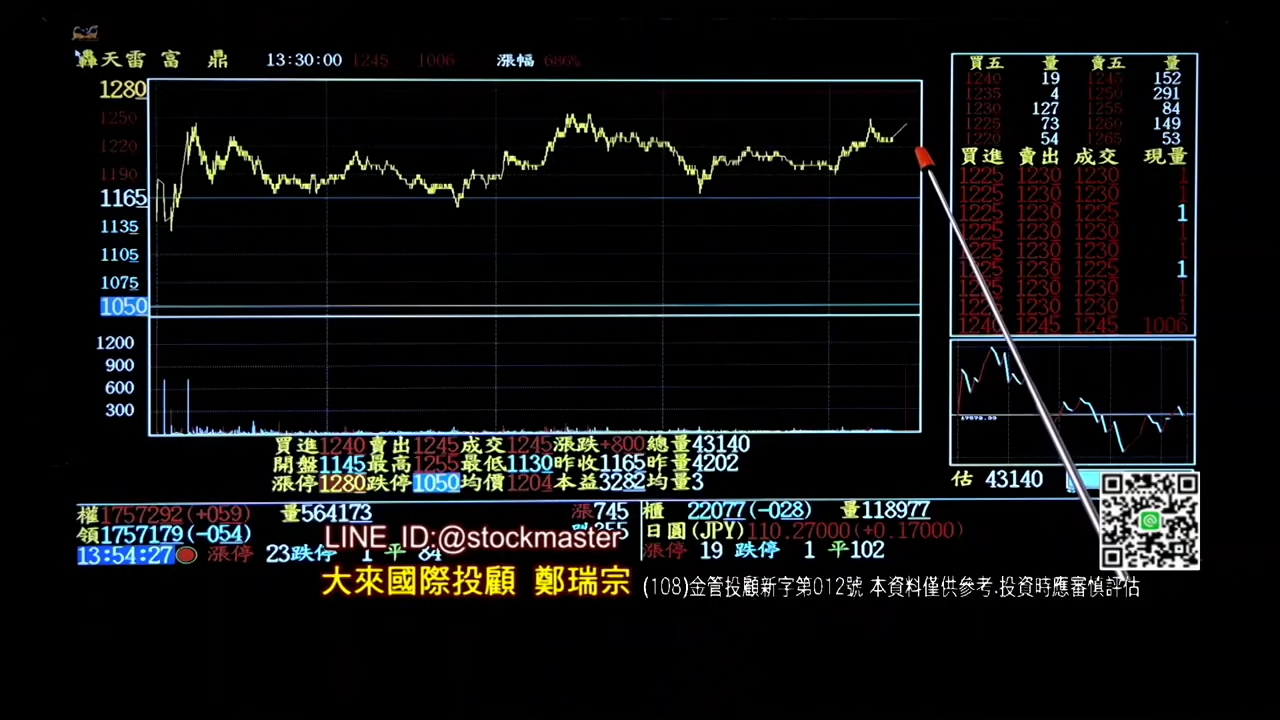 轟天雷 富 鼎 13:30:00 1245 1006 漲幅 686%
1280
1250
1220
1190
1165
1135
1105
1075
1050
1200
900
600
300
買五 量 賣五 量
1240 19 1245 152
1235 4 1250 291
1230 127 1255 84
1225 73 1260 149
1220 54 1265 53
買進 賣出 成交 現量
1225 1230 1230 1
1225 1230 1230 1
1225 1230 1225 1
1225 1230 1230 1
1225 1230 1230 1
1225 1230 1225 1
1225 1230 1230 1
1225 1230 1230 1
1240 1245 1245 1006
估 43140
買進1240賣出1245成交1245漲跌+800總量43140
開盤1145最高1255最低1130昨收1165昨量4202
漲停1280跌停1050均價1204本益3282均量3
權1757292(+059) 量564173 漲745
領1757179(-054)
13:54:27 漲停 23跌停 1 平 84
櫃 22077(-028) 量118977
日圓(JPY)110.27000(+0.17000)
漲停 19 跌停 1 平102
LINE ID:@stockmaster
大來國際投顧 鄭瑞宗 (108)金管投顧新字第012號 本資料僅供參考.投資時應審慎評估